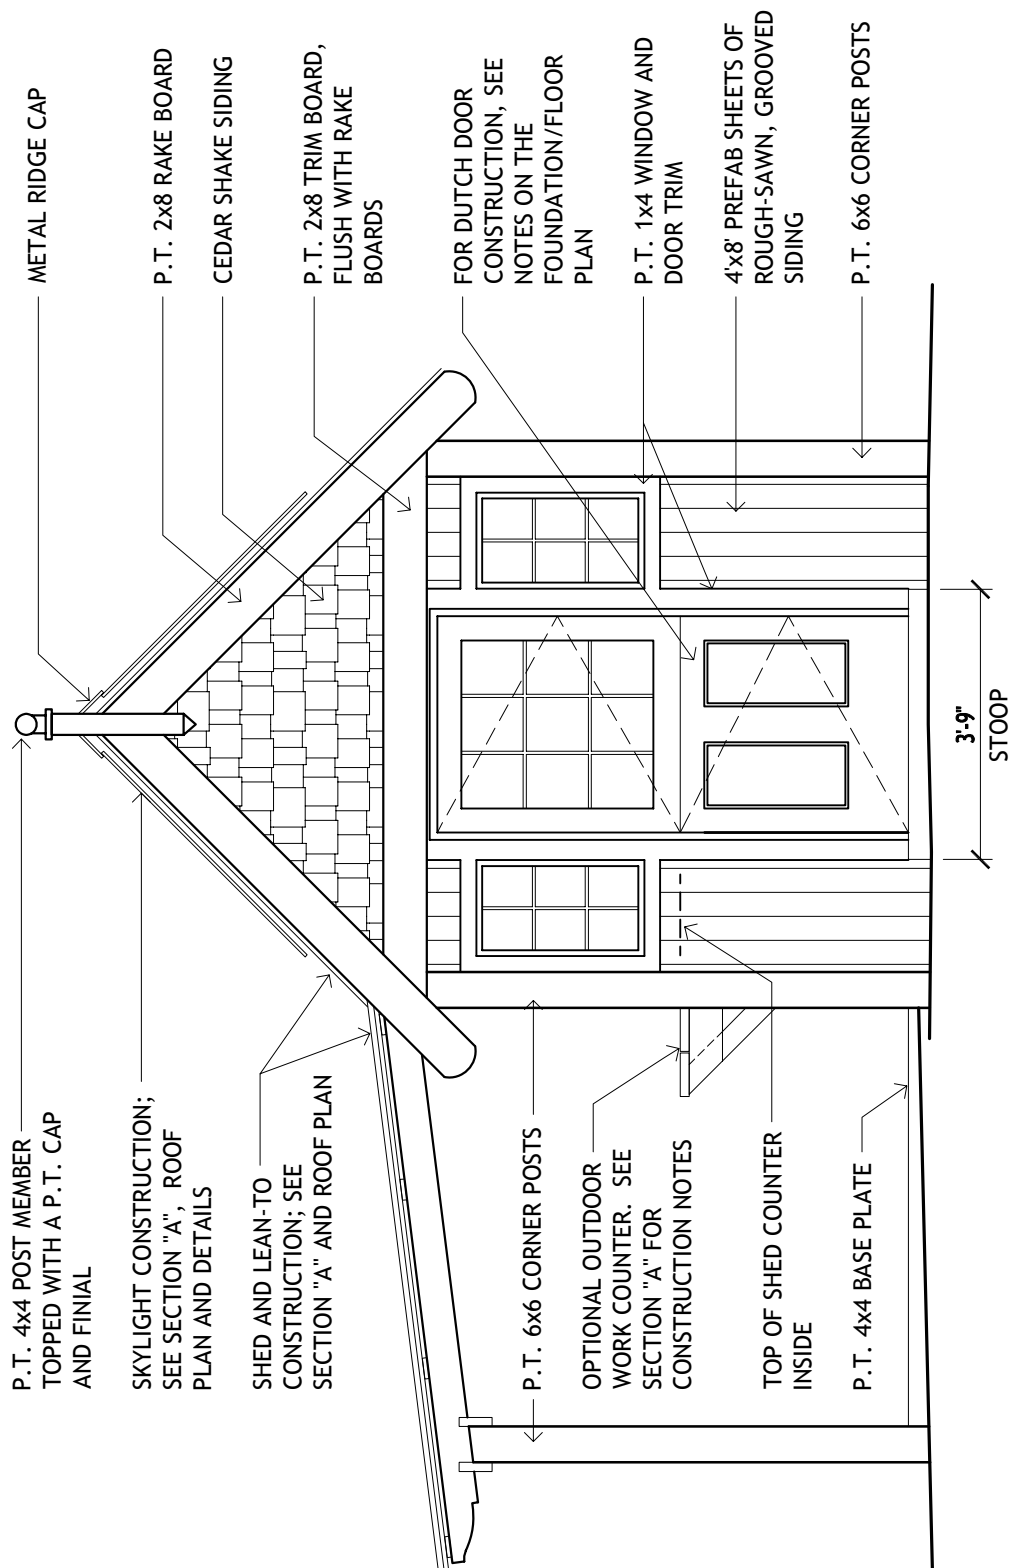 P.T. 4x4 POST MEMBER
TOPPED WITH A P.T. CAP
AND FINIAL
SKYLIGHT CONSTRUCTION;
SEE SECTION "A", ROOF
PLAN AND DETAILS
SHED AND LEAN-TO
CONSTRUCTION; SEE
SECTION "A" AND ROOF PLAN
P.T. 6x6 CORNER POSTS
OPTIONAL OUTDOOR
WORK COUNTER. SEE
SECTION "A" FOR
CONSTRUCTION NOTES
TOP OF SHED COUNTER
INSIDE
P.T. 4x4 BASE PLATE
METAL RIDGE CAP
P.T. 2x8 RAKE BOARD
CEDAR SHAKE SIDING
P.T. 2x8 TRIM BOARD,
FLUSH WITH RAKE
BOARDS
FOR DUTCH DOOR
CONSTRUCTION, SEE
NOTES ON THE
FOUNDATION/FLOOR
PLAN
P.T. 1x4 WINDOW AND
DOOR TRIM
4'x8' PREFAB SHEETS OF
ROUGH-SAWN, GROOVED
SIDING
P.T. 6x6 CORNER POSTS
3'-9"
STOOP